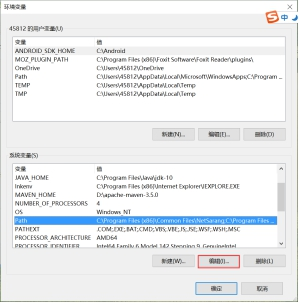 环境变量
中
45812 的用户变量(U)
变量 值
ANDROID_SDK_HOME C:\Android
MOZ_PLUGIN_PATH C:\Program Files (x86)\Foxit Software\Foxit Reader\plugins\
OneDrive C:\Users\45812\OneDrive
Path C:\Users\45812\AppData\Local\Microsoft\WindowsApps;C:\Program ...
TEMP C:\Users\45812\AppData\Local\Temp
TMP C:\Users\45812\AppData\Local\Temp
新建(N)... 编辑(E)... 删除(D)
系统变量(S)
变量 值
JAVA_HOME C:\Program Files\Java\jdk-10
C:\Program Files\Internet Explorer\IEXPLORE.EXE
MAVEN_HOME D:\apache-maven-3.5.0
NUMBER_OF_PROCESSORS 4
OS Windows_NT
Path C:\Program Files (x86)\Common Files\NetSarang;C:\Program Files...
PATHEXT .COM;.EXE;.BAT;.CMD;.VBS;.VBE;.JS;.JSE;.WSF;.WSH;.MSC
PROCESSOR_ARCHITECTURE AMD64
PROCESSOR_IDENTIFIER Intel64 Family 6 Model 142 Stepping 9, GenuineIntel
新建(W)... 编辑(I)... 删除(L)
确定 取消